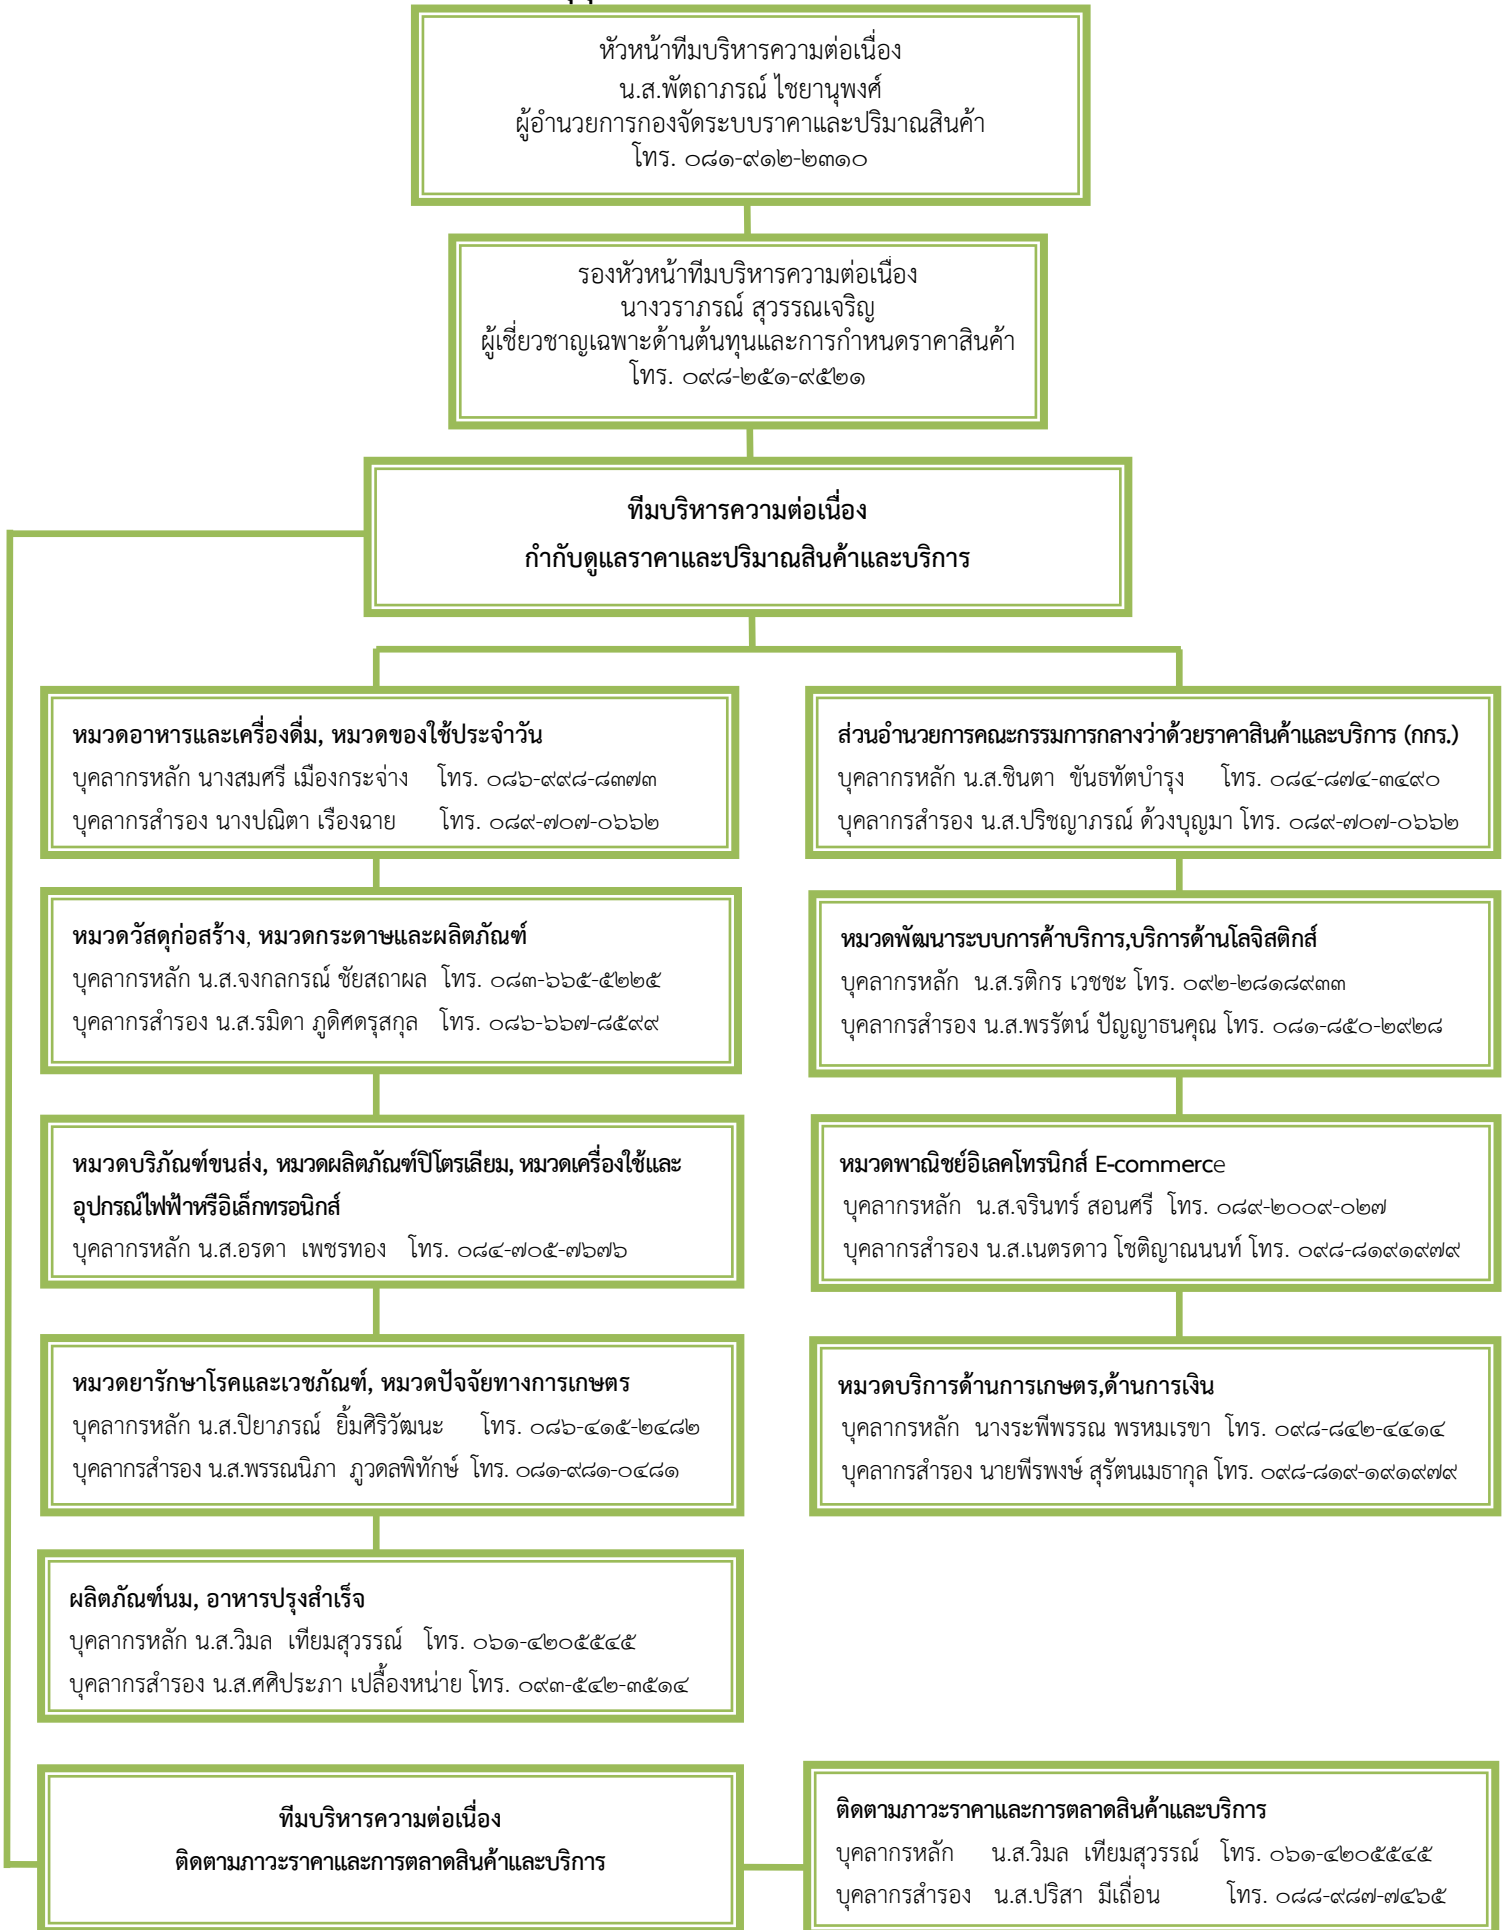 หัวหน้าทีมบริหารความต่อเนื่อง
น.ส.พัตถาภรณ์ ไชยานุพงศ์
ผู้อำนวยการกองจัดระบบราคาและปริมาณสินค้า
โทร. ๐๘๑-๙๑๒-๒๓๑๐
รองหัวหน้าทีมบริหารความต่อเนื่อง
นางวราภรณ์ สุวรรณเจริญ
ผู้เชี่ยวชาญเฉพาะด้านต้นทุนและการกำหนดราคาสินค้า
โทร. ๐๙๘-๒๕๑-๙๕๒๑
ทีมบริหารความต่อเนื่อง
กำกับดูแลราคาและปริมาณสินค้าและบริการ
หมวดอาหารและเครื่องดื่ม, หมวดของใช้ประจำวัน
บุคลากรหลัก นางสมศรี เมืองกระจ่าง โทร. ๐๘๖-๙๙๘-๘๓๗๓
บุคลากรสำรอง นางปณิตา เรืองฉาย โทร. ๐๘๙-๗๐๗-๐๖๖๒
หมวดวัสดุก่อสร้าง, หมวดกระดาษและผลิตภัณฑ์
บุคลากรหลัก น.ส.จงกลกรณ์ ชัยสถาผล โทร. ๐๘๓-๖๖๕-๕๒๒๕
บุคลากรสำรอง น.ส.รมิดา ภูดิศดรุสกุล โทร. ๐๘๖-๖๖๗-๘๕๙๙
หมวดบริภัณฑ์ขนส่ง, หมวดผลิตภัณฑ์ปิโตรเลียม, หมวดเครื่องใช้และ
อุปกรณ์ไฟฟ้าหรือิเล็กทรอนิกส์
บุคลากรหลัก น.ส.อรดา เพชรทอง โทร. ๐๘๔-๗๐๕-๗๖๗๖
หมวดยารักษาโรคและเวชภัณฑ์, หมวดปัจจัยทางการเกษตร
บุคลากรหลัก น.ส.ปิยาภรณ์ ยิ้มศิริวัฒนะ โทร. ๐๘๖-๔๑๕-๒๔๘๒
บุคลากรสำรอง น.ส.พรรณนิภา ภูวดลพิทักษ์ โทร. ๐๘๑-๙๘๑-๐๔๘๑
ผลิตภัณฑ์นม, อาหารปรุงสำเร็จ
บุคลากรหลัก น.ส.วิมล เทียมสุวรรณ์ โทร. ๐๖๑-๔๒๐๕๕๔๕
บุคลากรสำรอง น.ส.ศศิประภา เปลื้องหน่าย โทร. ๐๙๓-๕๔๒-๓๕๑๔
ส่วนอำนวยการคณะกรรมการกลางว่าด้วยราคาสินค้าและบริการ (กกร.)
บุคลากรหลัก น.ส.ชินตา ขันธทัตบำรุง โทร. ๐๘๔-๘๗๔-๓๔๙๐
บุคลากรสำรอง น.ส.ปริชญาภรณ์ ด้วงบุญมา โทร. ๐๘๙-๗๐๗-๐๖๖๒
หมวดพัฒนาระบบการค้าบริการ,บริการด้านโลจิสติกส์
บุคลากรหลัก น.ส.รติกร เวชชะ โทร. ๐๙๒-๒๘๑๘๙๓๓
บุคลากรสำรอง น.ส.พรรัตน์ ปัญญาธนคุณ โทร. ๐๘๑-๘๕๐-๒๙๒๘
หมวดพาณิชย์อิเลคโทรนิกส์ E-commerce
บุคลากรหลัก น.ส.จรินทร์ สอนศรี โทร. ๐๘๙-๒๐๐๙-๐๒๗
บุคลากรสำรอง น.ส.เนตรดาว โชติญาณนนท์ โทร. ๐๙๘-๘๑๙๑๙๗๙
หมวดบริการด้านการเกษตร,ด้านการเงิน
บุคลากรหลัก นางระพีพรรณ พรหมเรขา โทร. ๐๙๘-๘๔๒-๔๔๑๔
บุคลากรสำรอง นายพีรพงษ์ สุรัตนเมธากุล โทร. ๐๙๘-๘๑๙-๑๙๑๙๗๙
ทีมบริหารความต่อเนื่อง
ติดตามภาวะราคาและการตลาดสินค้าและบริการ
ติดตามภาวะราคาและการตลาดสินค้าและบริการ
บุคลากรหลัก น.ส.วิมล เทียมสุวรรณ์ โทร. ๐๖๑-๔๒๐๕๕๔๕
บุคลากรสำรอง น.ส.ปริสา มีเถื่อน โทร. ๐๘๘-๙๘๗-๗๔๖๕